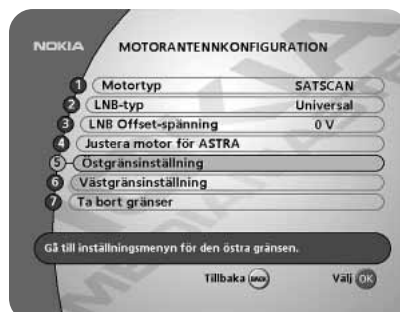 NOKIA
MOTORANTENNKONFIGURATION
1 Motortyp SATSCAN
2 LNB-typ Universal
3 LNB Offset-spänning 0 V
4 Justera motor för ASTRA
5 Östgränsinställning
6 Västgränsinställning
7 Ta bort gränser
Gå till inställningsmenyn för den östra gränsen.
Tillbaka BACK Välj OK